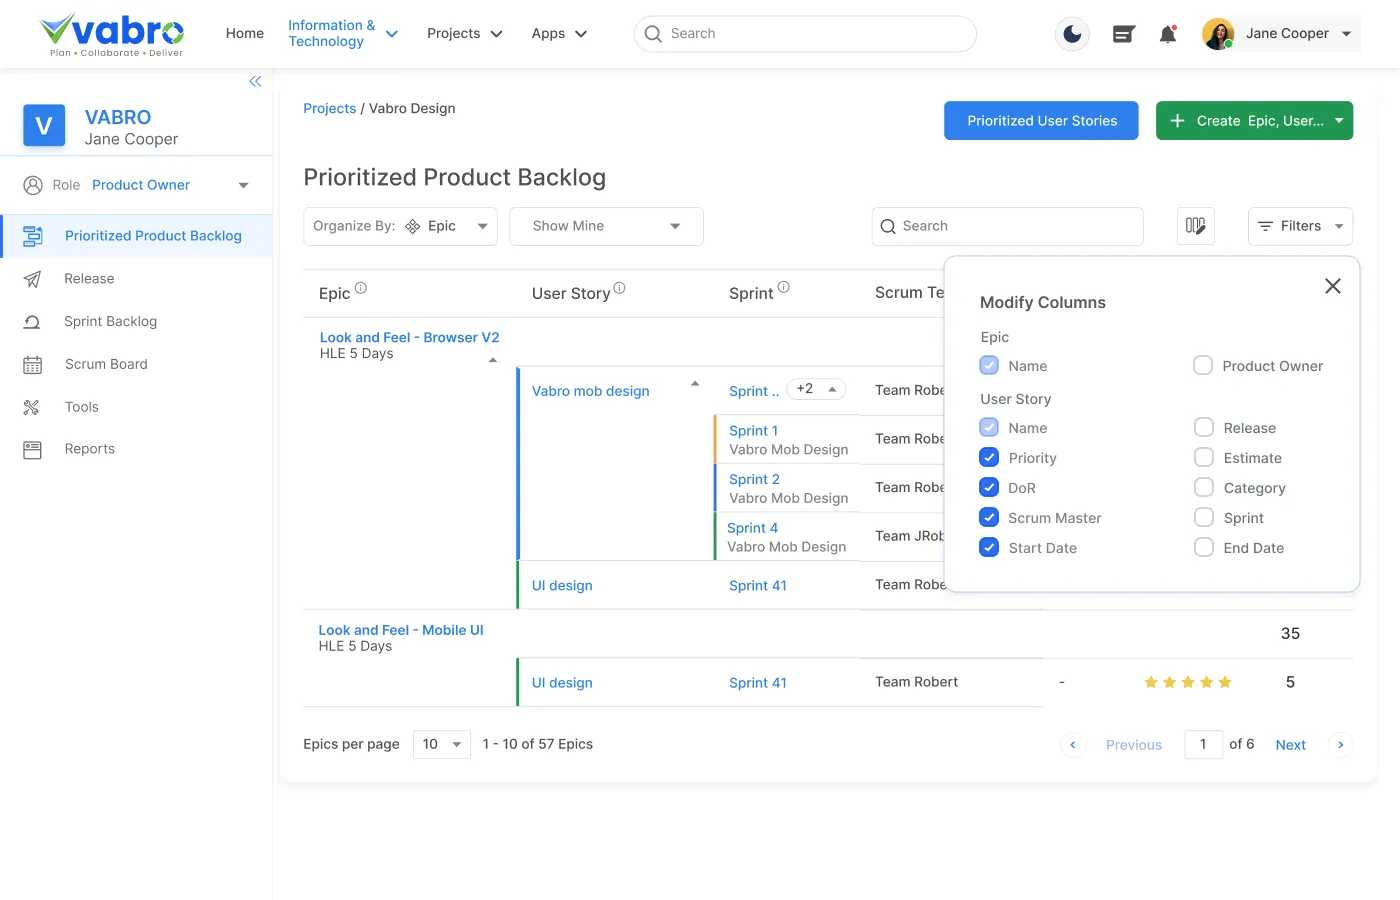 vabro
Plan • Collaborate • Deliver
Home
Information &
Technology
Projects
Apps
Search
Jane Cooper
V
VABRO
Jane Cooper
Role Product Owner
Prioritized Product Backlog
Release
Sprint Backlog
Scrum Board
Tools
Reports
Projects / Vabro Design
Prioritized User Stories
+ Create Epic, User...
Prioritized Product Backlog
Organize By: Epic
Show Mine
Search
Filters
Epic
User Story
Sprint
Scrum Te
Look and Feel - Browser V2
HLE 5 Days
Vabro mob design
Sprint ..
+2
Team Robe
Sprint 1
Vabro Mob Design
Team Robe
Sprint 2
Vabro Mob Design
Team Robe
Sprint 4
Vabro Mob Design
Team JRob
UI design
Sprint 41
Team Robe
Look and Feel - Mobile UI
HLE 5 Days
35
UI design
Sprint 41
Team Robert
-
5
Modify Columns
Epic
Name
Product Owner
User Story
Name
Release
Priority
Estimate
DoR
Category
Scrum Master
Sprint
Start Date
End Date
Epics per page
10
1 - 10 of 57 Epics
Previous
1
of 6
Next